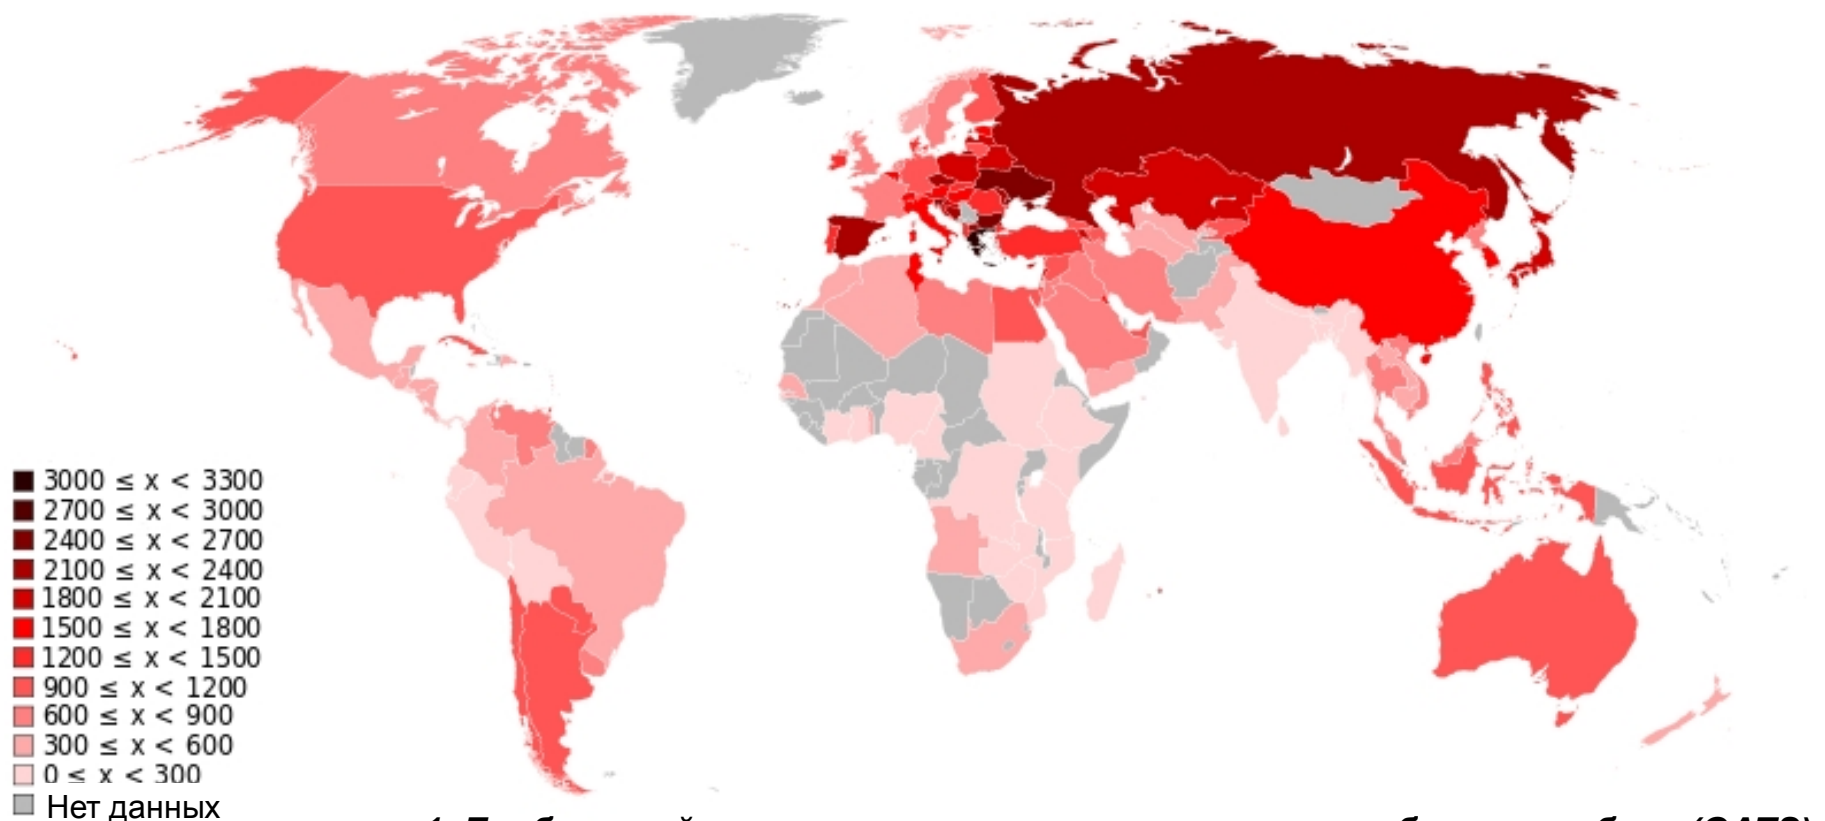 3000 ≤ x < 3300
2700 ≤ x < 3000
2400 ≤ x < 2700
2100 ≤ x < 2400
1800 ≤ x < 2100
1500 ≤ x < 1800
1200 ≤ x < 1500
900 ≤ x < 1200
600 ≤ x < 900
300 ≤ x < 600
0 ≤ x < 300
Нет данных
(GATS)